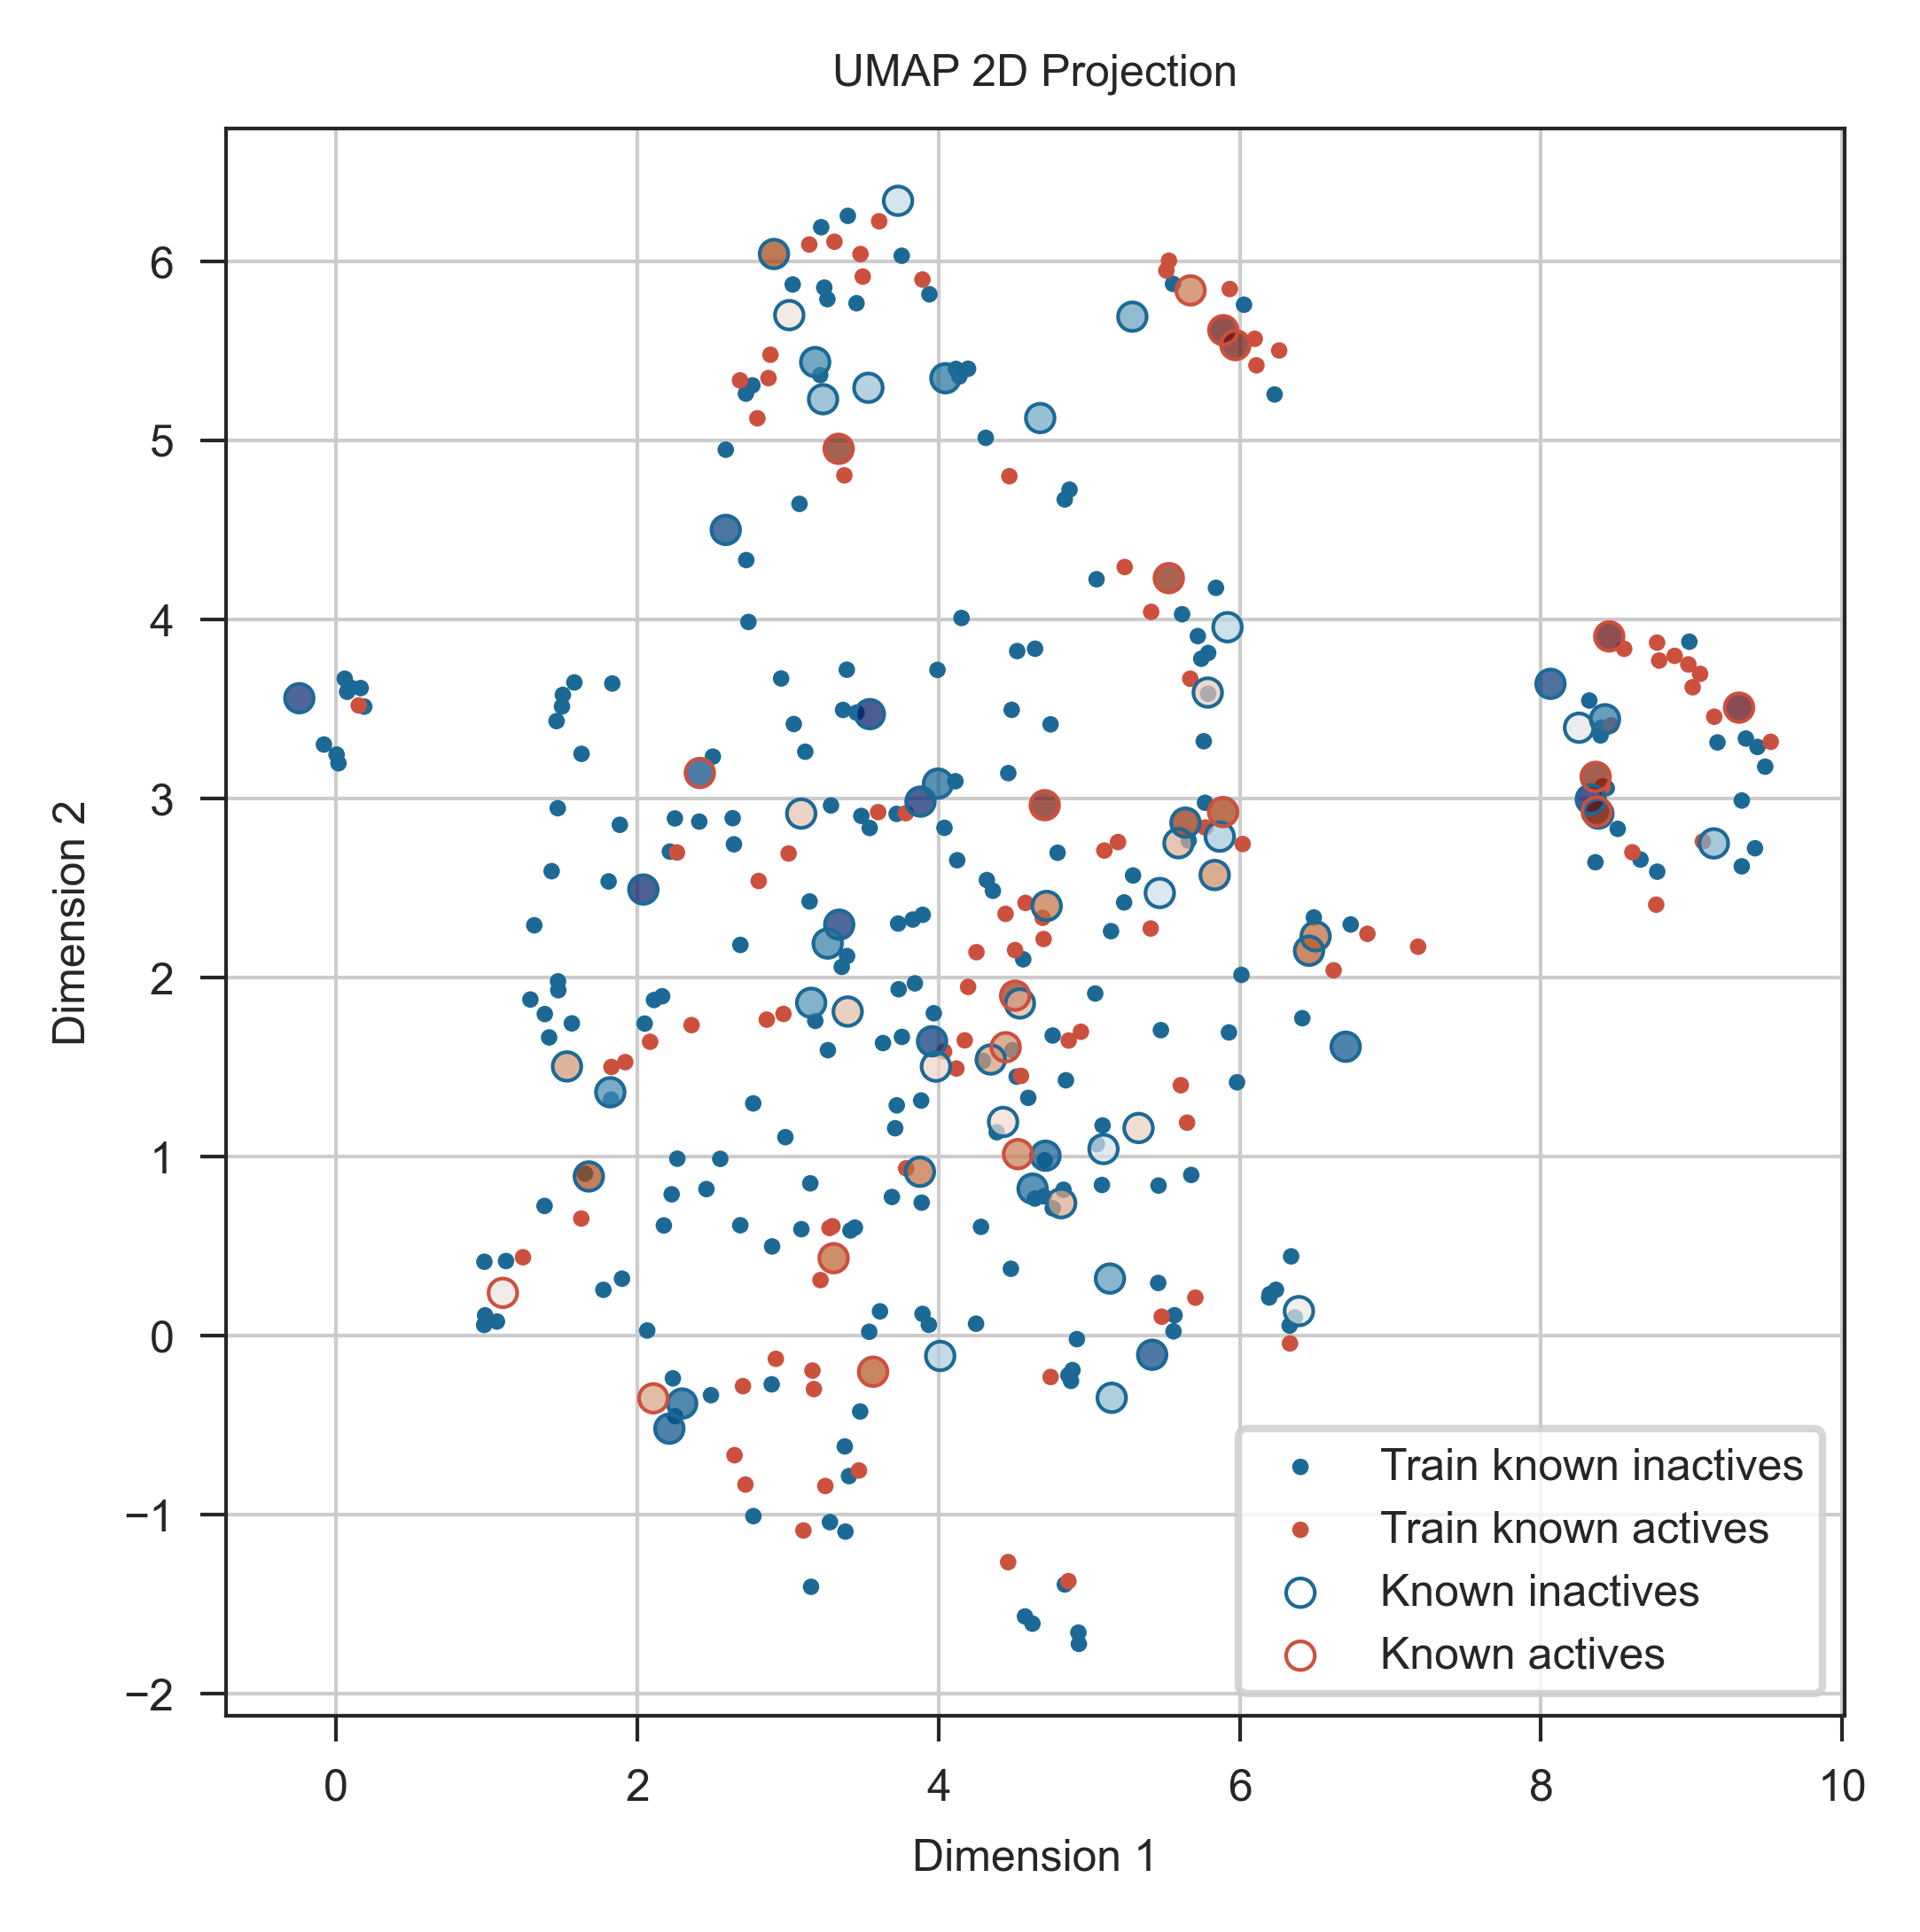 UMAP 2D Projection
6
5
4
3
2
1
0
−1
−2
Dimension 2
0 2 4 6 8 10
Dimension 1
Train known inactives
Train known actives
Known inactives
Known actives